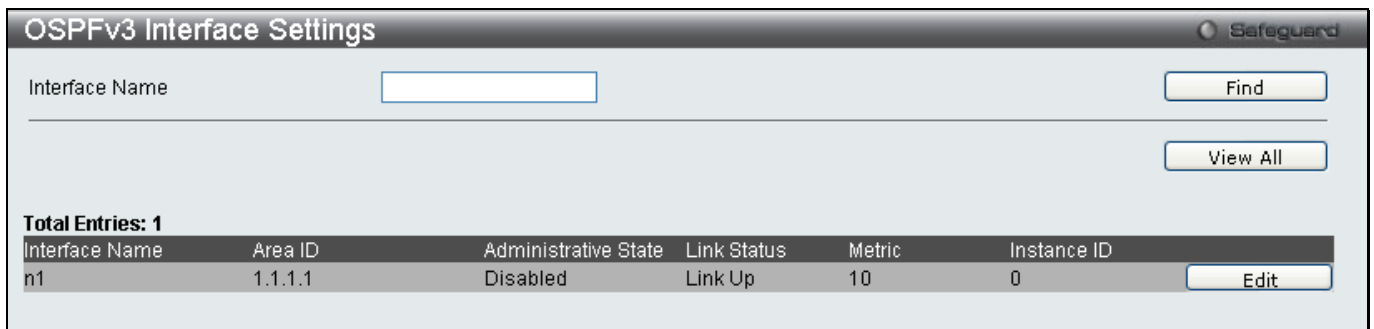 OSPFv3 Interface Settings Safeguard
Interface Name Find
View All
Total Entries: 1
Interface Name Area ID Administrative State Link Status Metric Instance ID
n1 1.1.1.1 Disabled Link Up 10 0 Edit